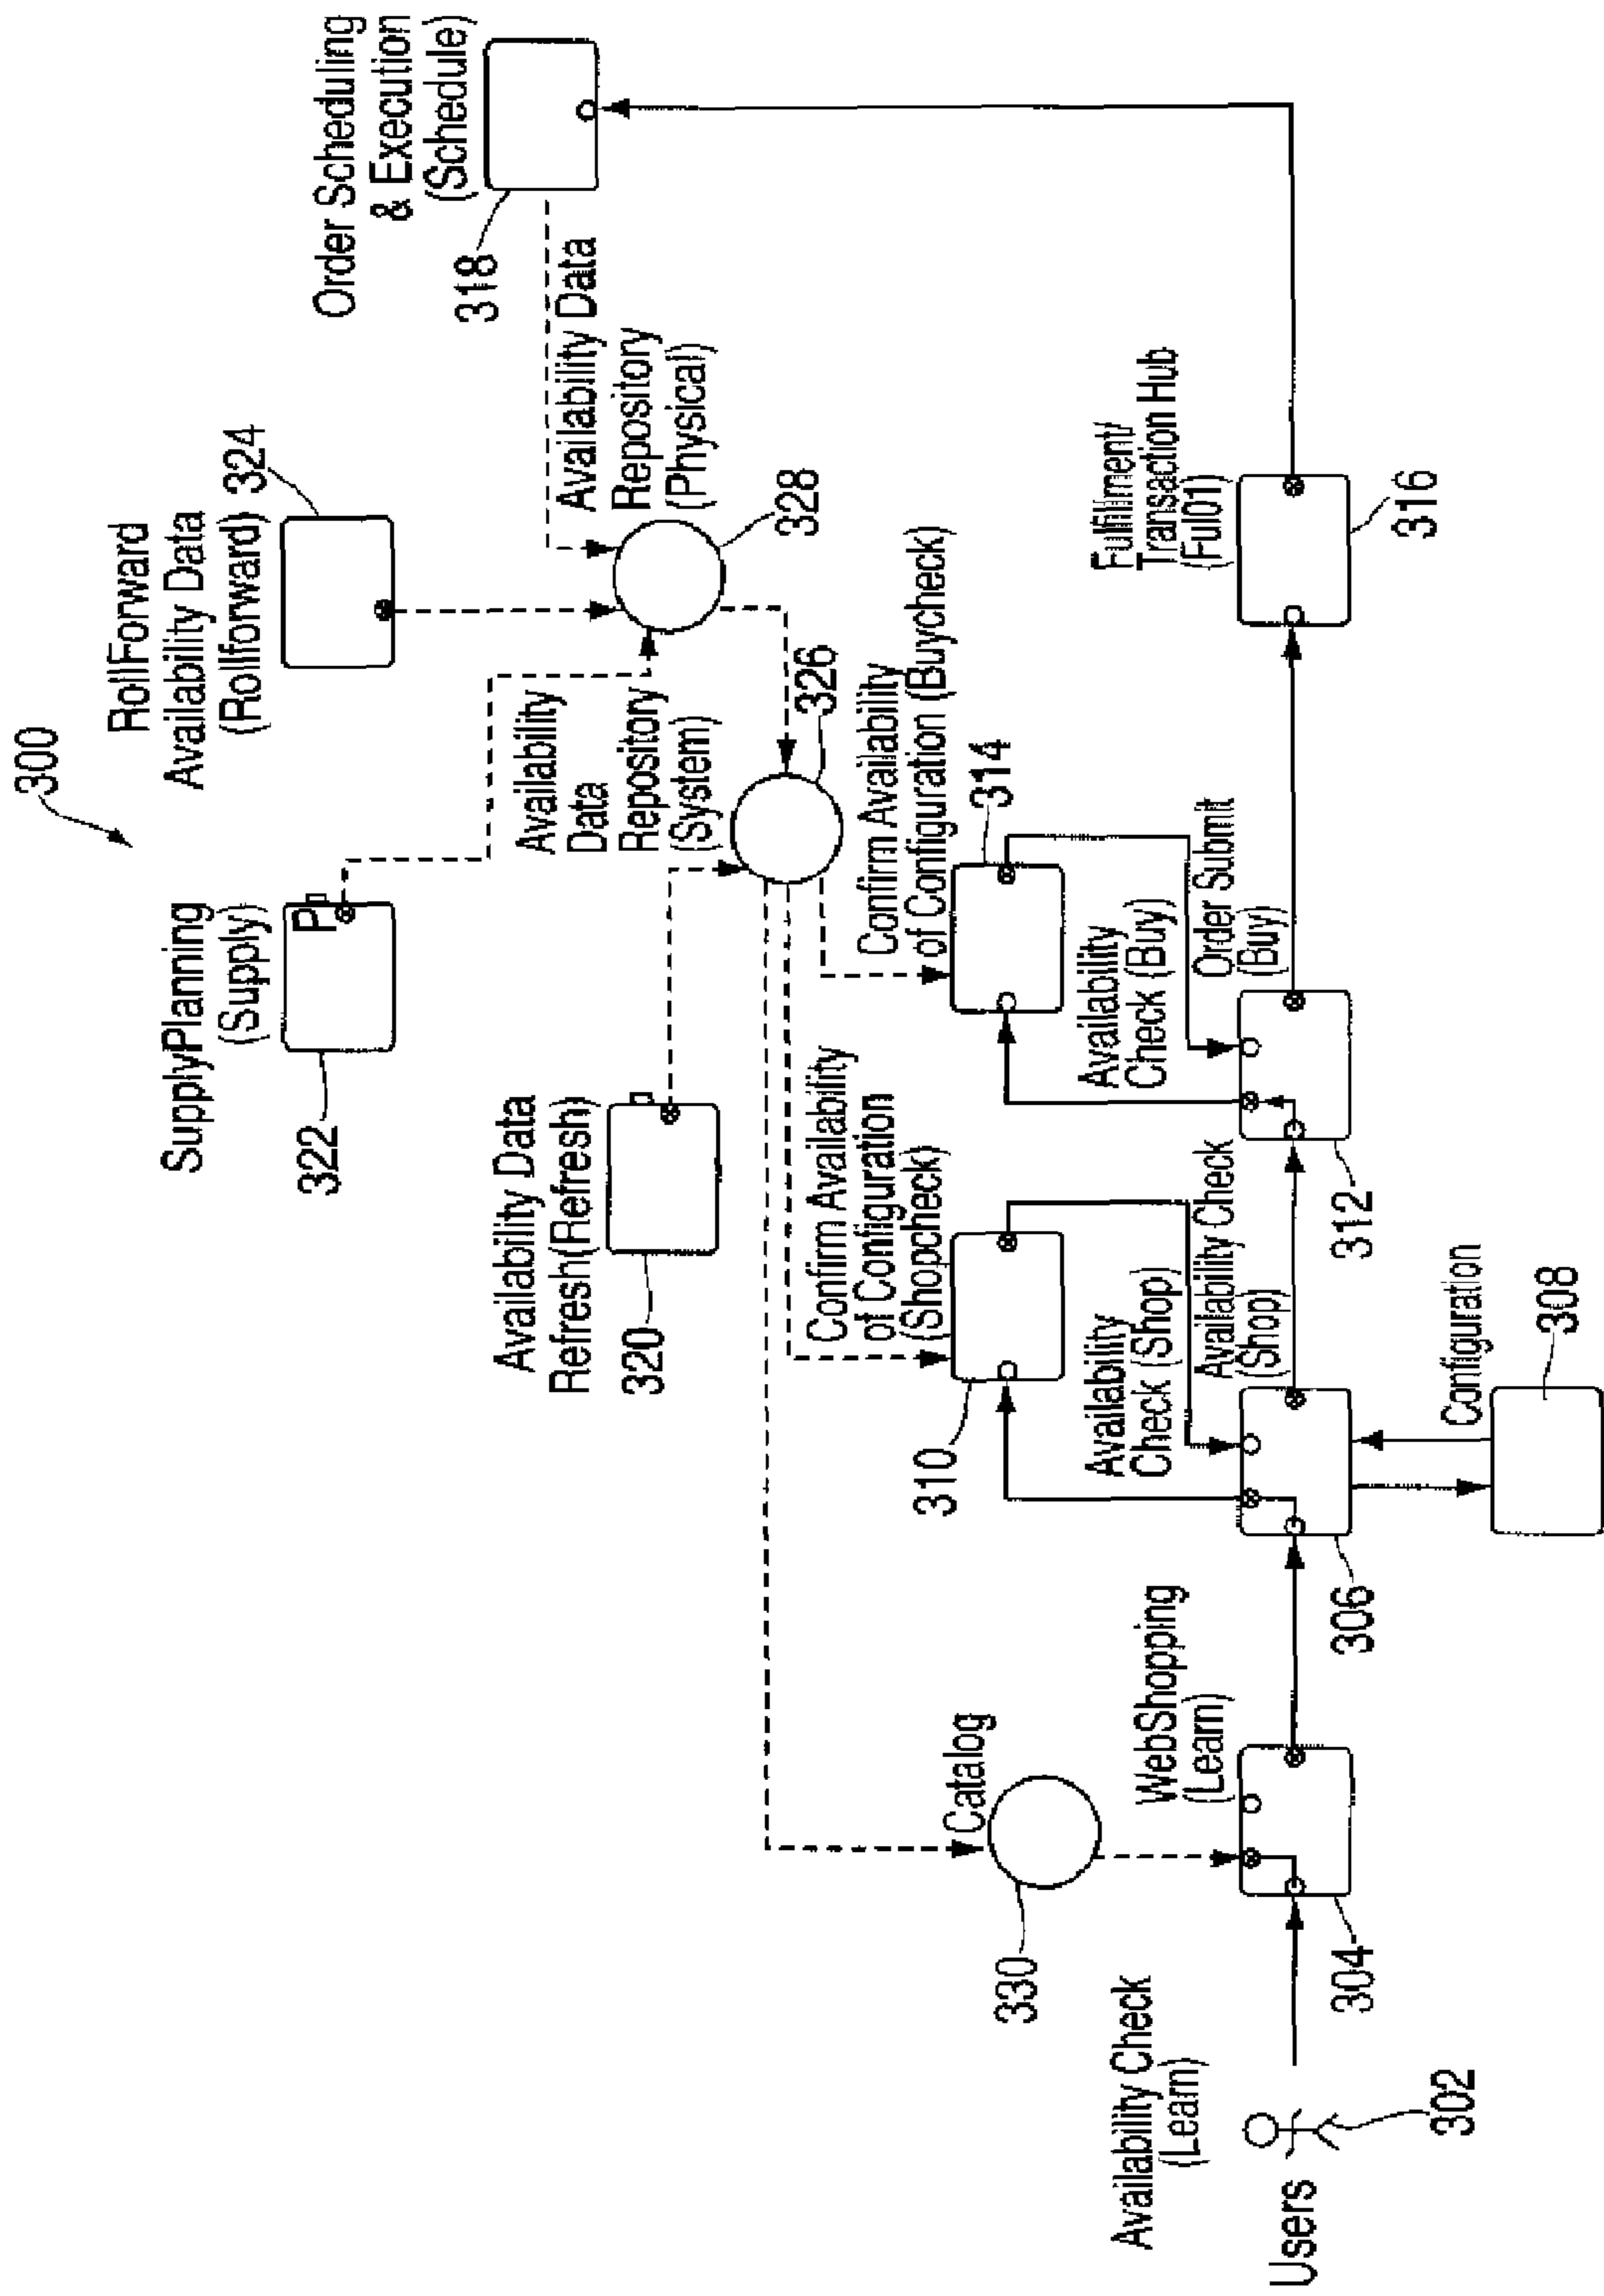 300
SupplyPlanning
(Supply)
322
P
RollForward
Availability Data
(Rollforward)
324
Order Scheduling
& Execution
(Schedule)
318
Availability Data
Refresh(Refresh)
320
Availability
Data
Repository
(System)
326
Availability Data
Repository
(Physical)
328
Catalog
330
Confirm Availability
of Configuration
(Shopcheck)
310
Confirm Availability
of Configuration (Buycheck)
314
Availability Check
(Learn)
Users
302
WebShopping
(Learn)
304
Availability
Check (Shop)
Availability Check
(Shop)
306
Configuration
308
Availability
Check (Buy)
Order Submit
(Buy)
312
Fulfillment/
Transaction Hub
(Ful01)
316